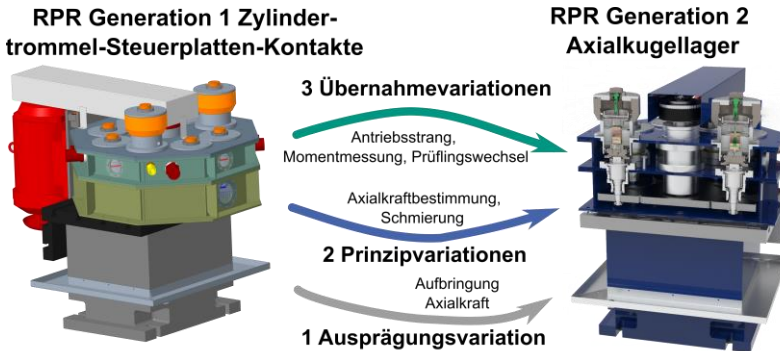 RPR Generation 1 Zylinder-
trommel-Steuerplatten-Kontakte
RPR Generation 2
Axialkugellager
3 Übernahmevariationen
Antriebsstrang,
Momentmessung, Prüflingswechsel
Axialkraftbestimmung,
Schmierung
2 Prinzipvariationen
Aufbringung
Axialkraft
1 Ausprägungsvariation